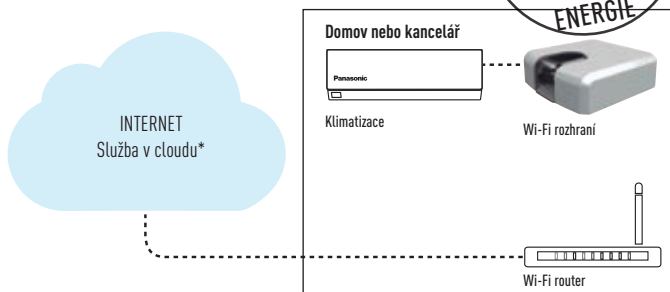 ENERGIE
Domov nebo kancelář
Panasonic
Klimatizace
Wi-Fi rozhraní
INTERNET
Služba v cloudu*
Wi-Fi router